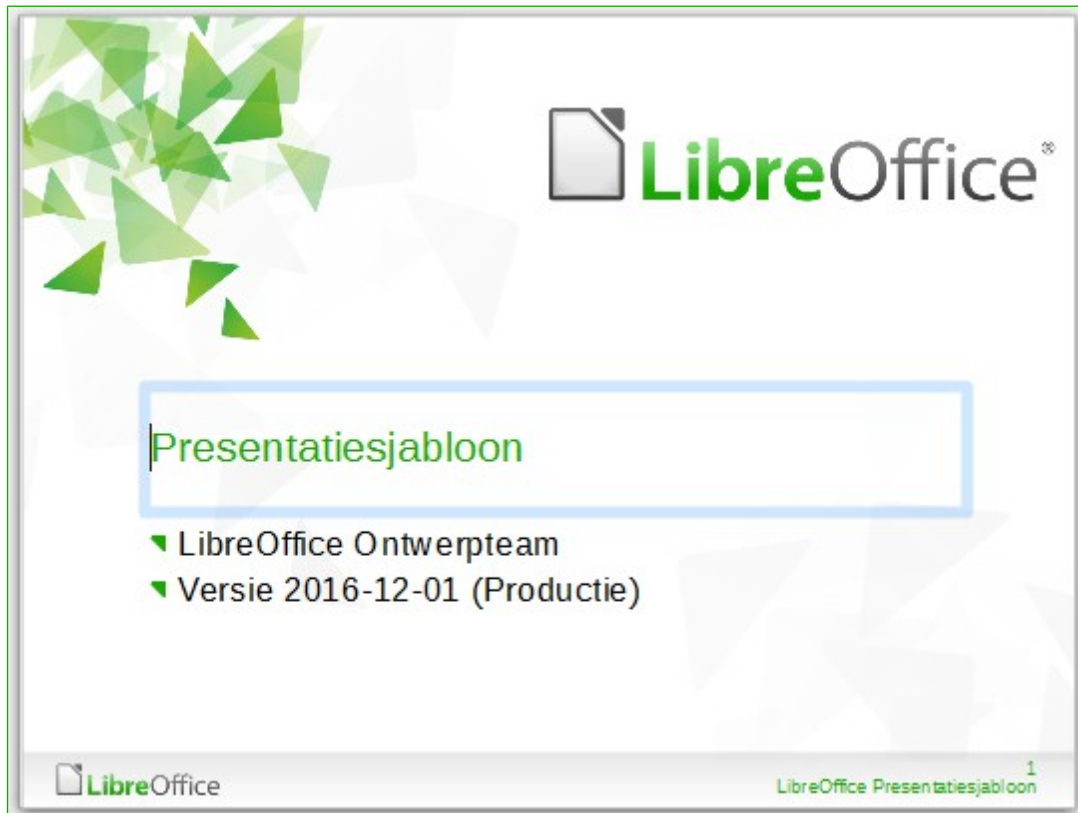 LibreOffice®
Presentatiesjabloon
LibreOffice Ontwerpteam
Versie 2016-12-01 (Productie)
LibreOffice
1
LibreOffice Presentatiesjabloon